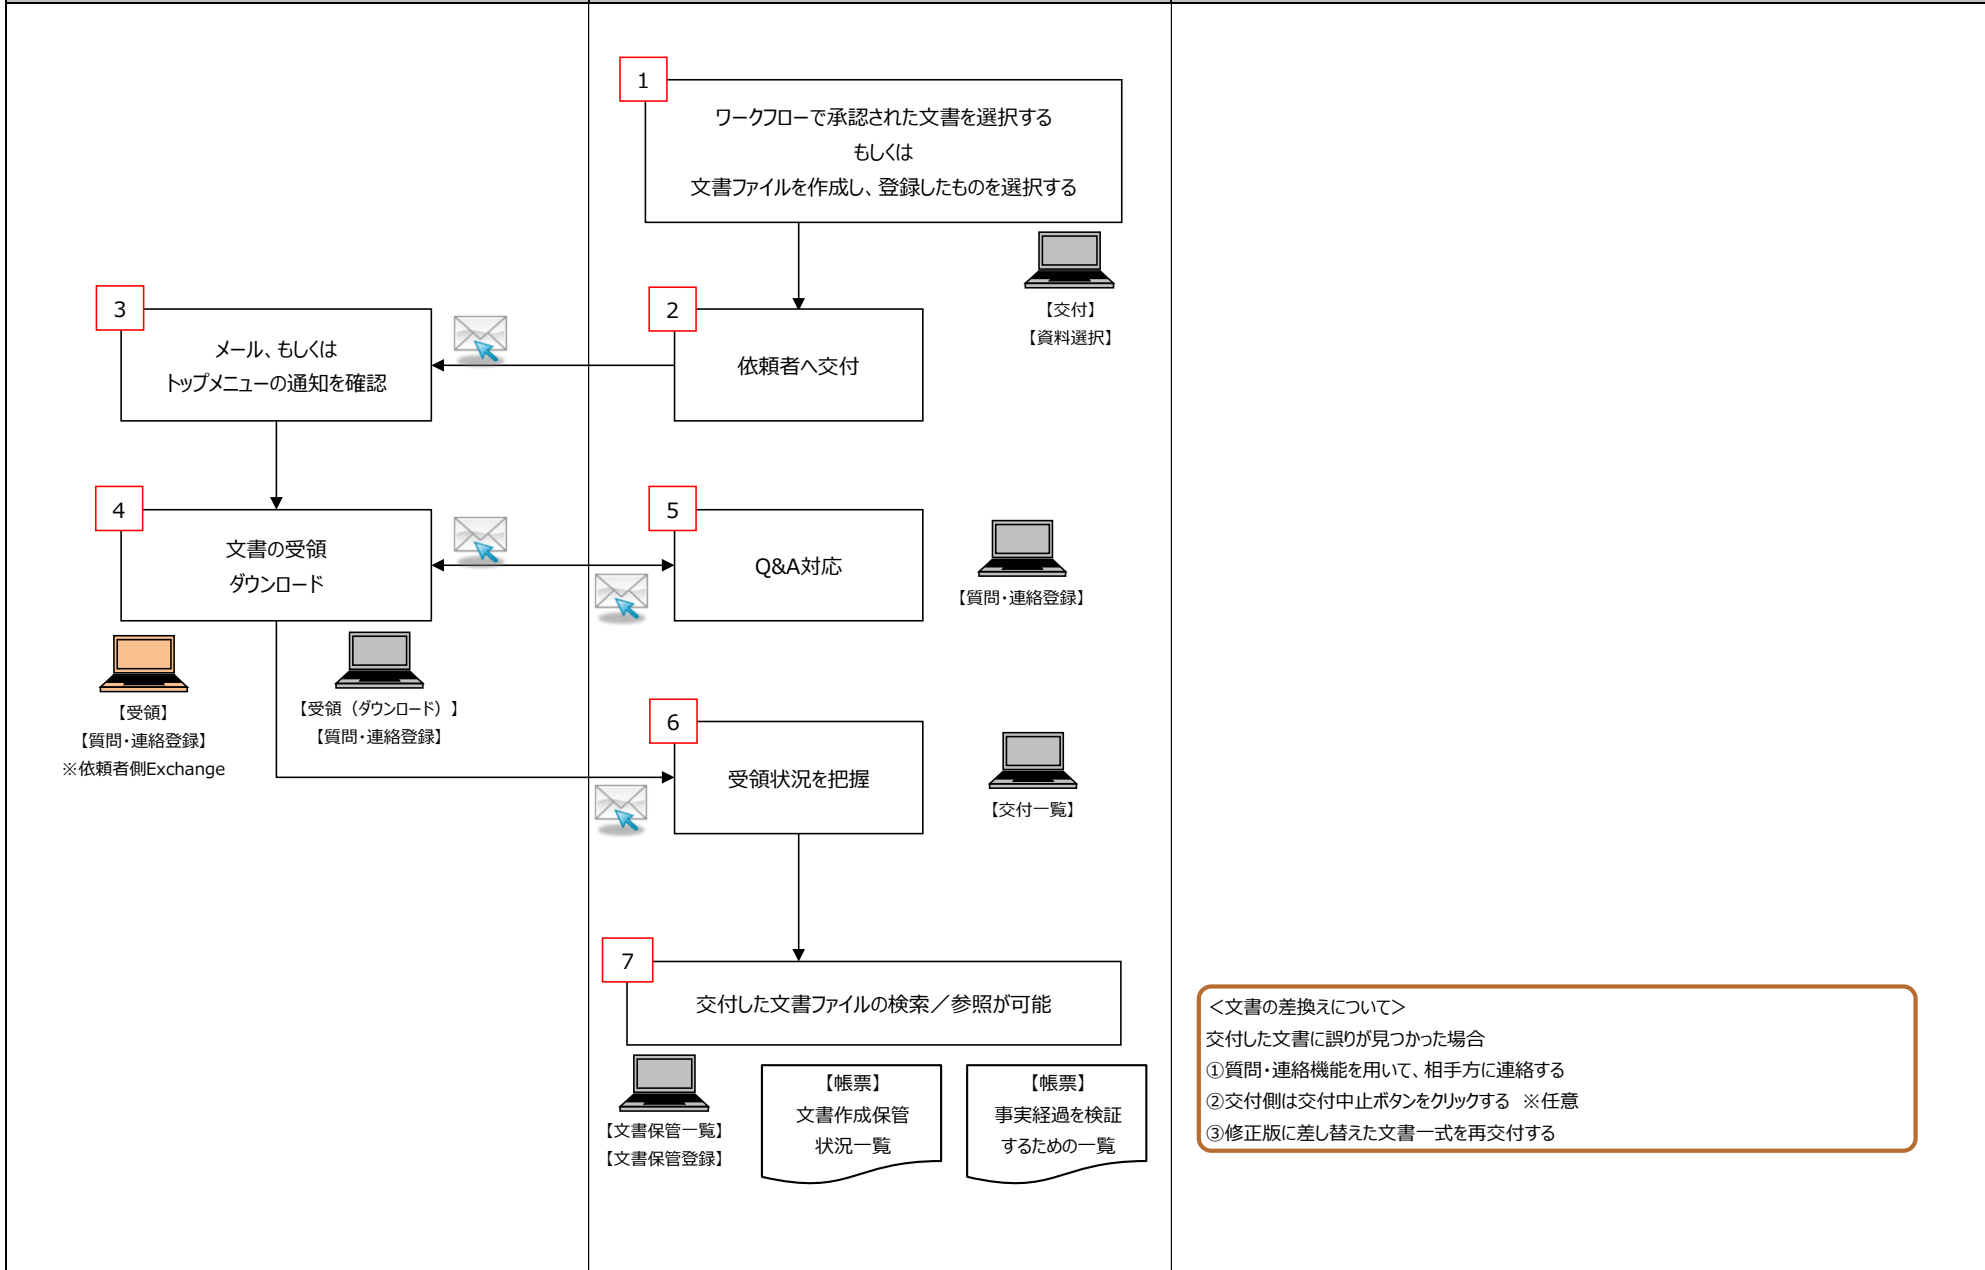 1
ワークフローで承認された文書を選択する
もしくは
文書ファイルを作成し、登録したものを選択する
【交付】
【資料選択】
2
依頼者へ交付
3
メール、もしくは
トップメニューの通知を確認
4
文書の受領
ダウンロード
5
Q&A対応
【質問・連絡登録】
【受領】
【質問・連絡登録】
※依頼者側Exchange
【受領（ダウンロード）】
【質問・連絡登録】
6
受領状況を把握
【交付一覧】
7
交付した文書ファイルの検索／参照が可能
【文書保管一覧】
【文書保管登録】
【帳票】
文書作成保管
状況一覧
【帳票】
事実経過を検証
するための一覧
＜文書の差換えについて＞
交付した文書に誤りが見つかった場合
①質問・連絡機能を用いて、相手方に連絡する
②交付側は交付中止ボタンをクリックする ※任意
③修正版に差し替えた文書一式を再交付する